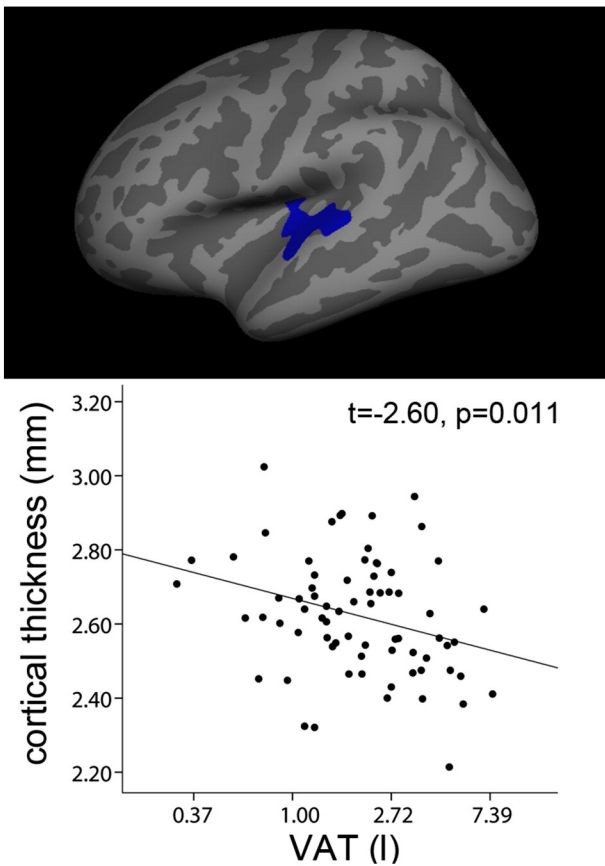 t=-2.60, p=0.011
cortical thickness (mm)
3.20
3.00
2.80
2.60
2.40
2.20
0.37 1.00 2.72 7.39
VAT (l)